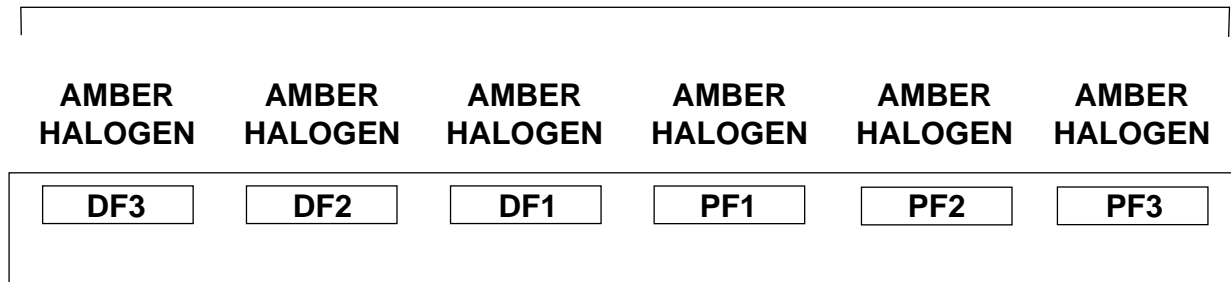 AMBER AMBER AMBER AMBER AMBER AMBER
HALOGEN HALOGEN HALOGEN HALOGEN HALOGEN HALOGEN
DF3 DF2 DF1 PF1 PF2 PF3